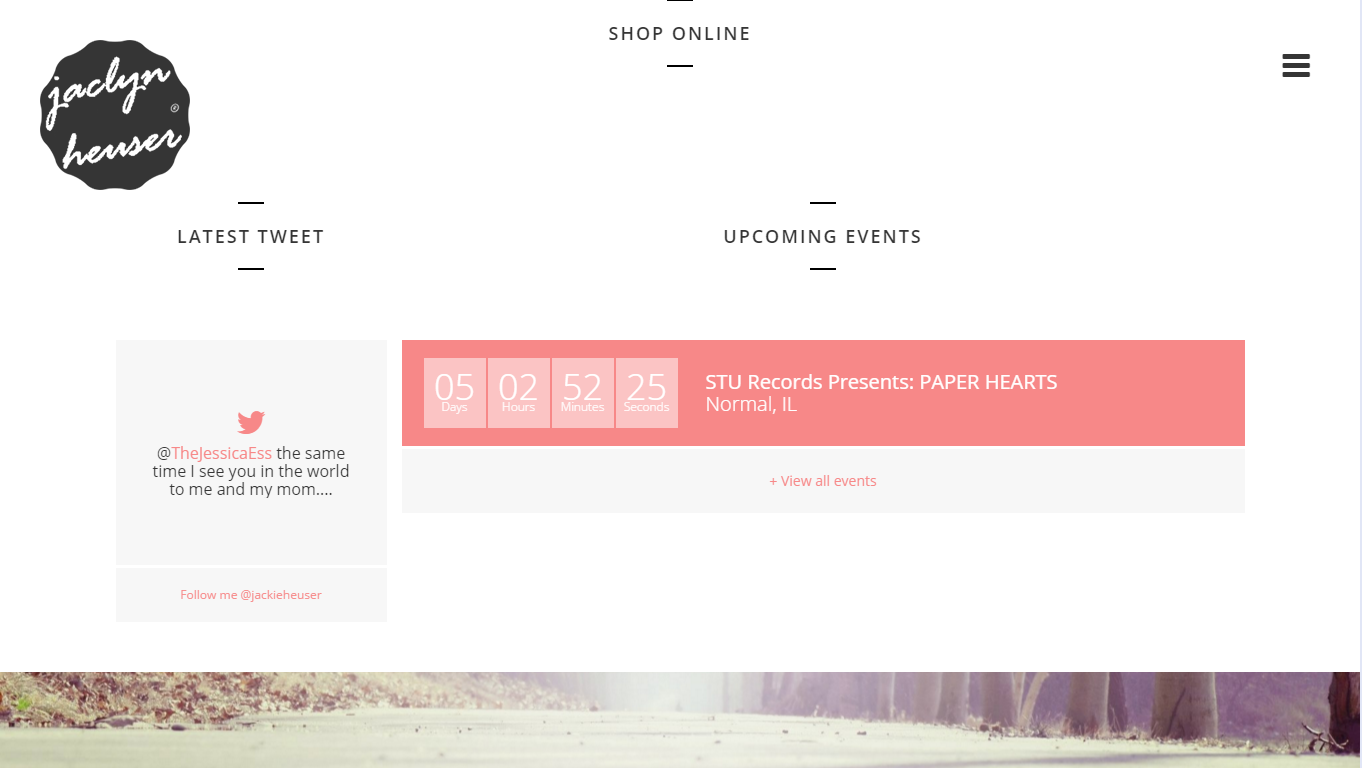 SHOP ONLINE
jaclyn
heuser
®
LATEST TWEET
UPCOMING EVENTS
05 02 52 25
Days Hours Minutes Seconds
STU Records Presents: PAPER HEARTS
Normal, IL
@TheJessicaEss the same
time I see you in the world
to me and my mom....
+ View all events
Follow me @jackieheuser